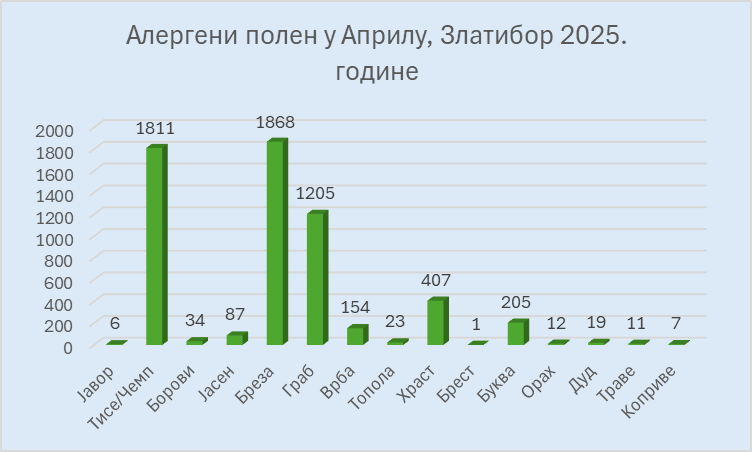 Алергени полен у Априлу, Златибор 2025.
године
2000
1800
1600
1400
1200
1000
800
600
400
200
0
6
1811
34
87
1868
1205
154
23
407
1
205
12
19
11
7
Јавор
Тисе/Чемп
Борови
Јасен
Бреза
Граб
Врба
Топола
Храст
Брест
Буква
Орах
Дуд
Траве
Коприве